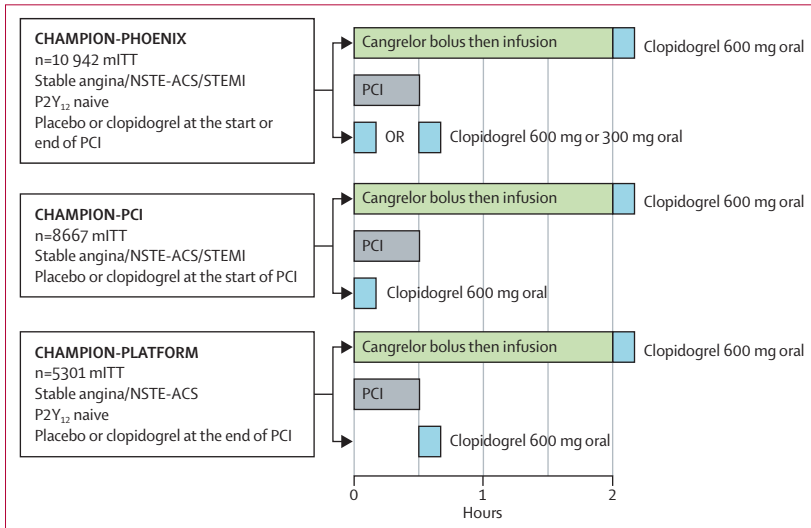 CHAMPION-PHOENIX
n=10 942 mITT
Stable angina/NSTE-ACS/STEMI
P2Y₁₂ naive
Placebo or clopidogrel at the start or
end of PCI
Cangrelor bolus then infusion
Clopidogrel 600 mg oral
PCI
OR
Clopidogrel 600 mg or 300 mg oral
CHAMPION-PCI
n=8667 mITT
Stable angina/NSTE-ACS/STEMI
Placebo or clopidogrel at the start of PCI
Cangrelor bolus then infusion
Clopidogrel 600 mg oral
PCI
Clopidogrel 600 mg oral
CHAMPION-PLATFORM
n=5301 mITT
Stable angina/NSTE-ACS
P2Y₁₂ naive
Placebo or clopidogrel at the end of PCI
Cangrelor bolus then infusion
Clopidogrel 600 mg oral
PCI
Clopidogrel 600 mg oral
0 1 2
Hours